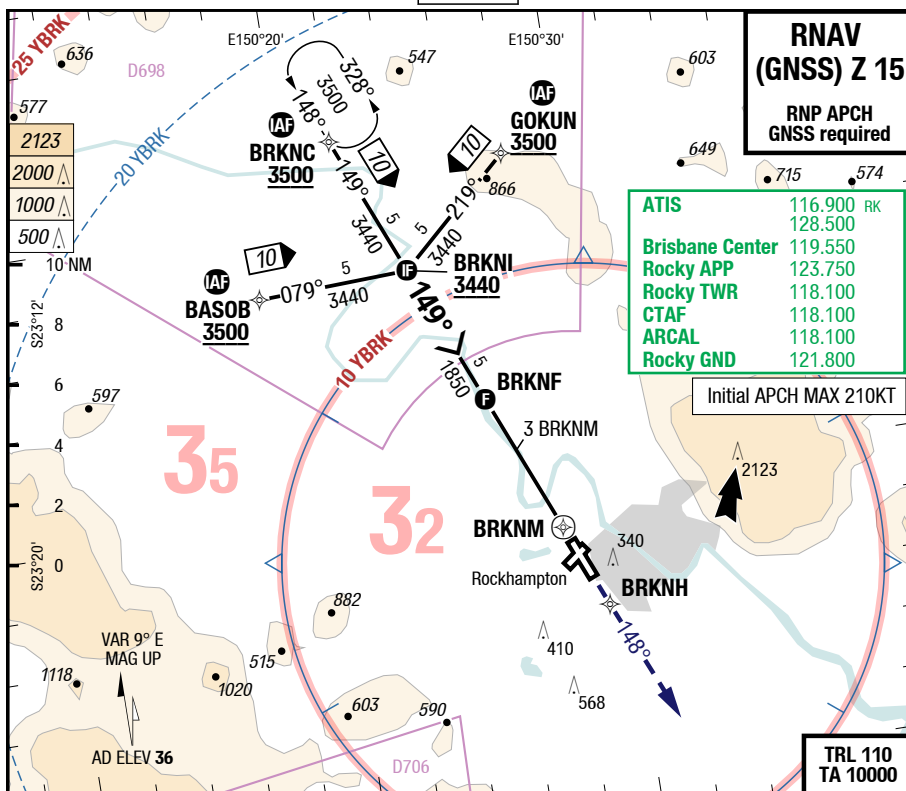 25 YBRK
636
D698
577
E150°20'
547
E150°30'
603
RNAV
(GNSS) Z 15
RNP APCH
GNSS required
2123
2000
1000
500
20 YBRK
328°
3500
148°
IAF
BRKNC
3500
10
149°
5
3440
IAF
GOKUN
3500
10
866
219°
5
3440
649
715
574
ATIS 116.900 RK
128.500
Brisbane Center 119.550
Rocky APP 123.750
Rocky TWR 118.100
CTAF 118.100
ARCAL 118.100
Rocky GND 121.800
Initial APCH MAX 210KT
10 NM
8
6
4
2
0
S23°12'
S23°20'
IAF
BASOB
3500
10
079°
5
3440
IF
BRKNI
3440
149°
5
1850
10 YBRK
F
BRKNF
3 BRKNM
597
35
32
2123
BRKNM
340
Rockhampton
BRKNH
148°
882
515
410
568
VAR 9° E
MAG UP
1118
1020
603
590
AD ELEV 36
D706
TRL 110
TA 10000